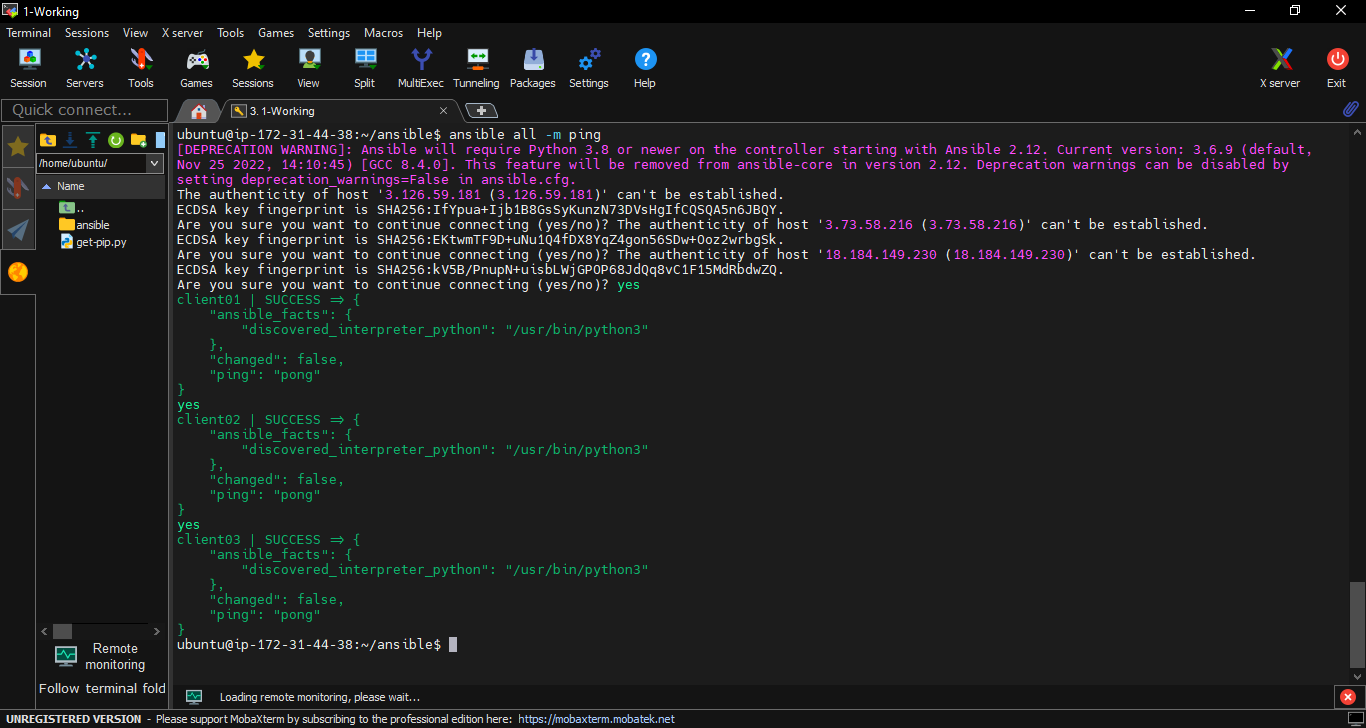 1-Working
Terminal Sessions View X server Tools Games Settings Macros Help
Session Servers Tools Games Sessions View Split MultiExec Tunneling Packages Settings Help X server Exit
Quick connect...
3. 1-Working
/home/ubuntu/
Name
..
ansible
get-pip.py
ubuntu@ip-172-31-44-38:~/ansible$ ansible all -m ping
[DEPRECATION WARNING]: Ansible will require Python 3.8 or newer on the controller starting with Ansible 2.12. Current version: 3.6.9 (default,
Nov 25 2022, 14:10:45) [GCC 8.4.0]. This feature will be removed from ansible-core in version 2.12. Deprecation warnings can be disabled by
setting deprecation_warnings=False in ansible.cfg.
The authenticity of host '3.126.59.181 (3.126.59.181)' can't be established.
ECDSA key fingerprint is SHA256:IfYpua+Ijb1B8GsSyKunzN73DVsHgIfCQSQA5n6JBQY.
Are you sure you want to continue connecting (yes/no)? The authenticity of host '3.73.58.216 (3.73.58.216)' can't be established.
ECDSA key fingerprint is SHA256:EKtwmTF9D+uNu1Q4fDX8YqZ4gon56SDw+Ooz2wrbgSk.
Are you sure you want to continue connecting (yes/no)? The authenticity of host '18.184.149.230 (18.184.149.230)' can't be established.
ECDSA key fingerprint is SHA256:kV5B/PnupN+uisbLWjGPOP68JdQq8vC1F15MdRbdwZQ.
Are you sure you want to continue connecting (yes/no)? yes
client01 | SUCCESS => {
    "ansible_facts": {
        "discovered_interpreter_python": "/usr/bin/python3"
    },
    "changed": false,
    "ping": "pong"
}
yes
client02 | SUCCESS => {
    "ansible_facts": {
        "discovered_interpreter_python": "/usr/bin/python3"
    },
    "changed": false,
    "ping": "pong"
}
yes
client03 | SUCCESS => {
    "ansible_facts": {
        "discovered_interpreter_python": "/usr/bin/python3"
    },
    "changed": false,
    "ping": "pong"
}
ubuntu@ip-172-31-44-38:~/ansible$
Remote
monitoring
Follow terminal fold
Loading remote monitoring, please wait...
UNREGISTERED VERSION - Please support MobaXterm by subscribing to the professional edition here: https://mobaxterm.mobatek.net